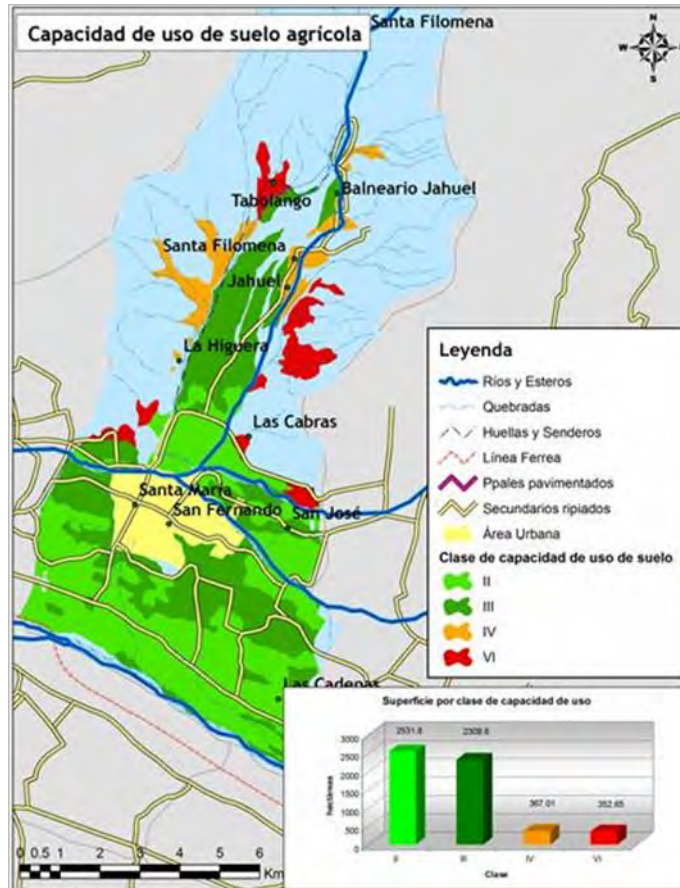 Capacidad de uso de suelo agrícola
Santa Filomena
N
W E
S
Tabolango
Balneario Jahuel
Santa Filomena
Jahuel
La Higuera
Las Cabras
Santa María
San Fernando
San José
Las Cadenas
Leyenda
Ríos y Esteros
Quebradas
Huellas y Senderos
Línea Ferrea
Ppales pavimentados
Secundarios ripiados
Área Urbana
Clase de capacidad de uso de suelo
II
III
IV
VI
Superficie por clase de capacidad de uso
hectáreas
3000
2500
2000
1500
1000
500
0
2531.8
2309.8
367.01
352.65
II
III
IV
VI
Clase
0 0.5 1 2 3 4 5 6
Km